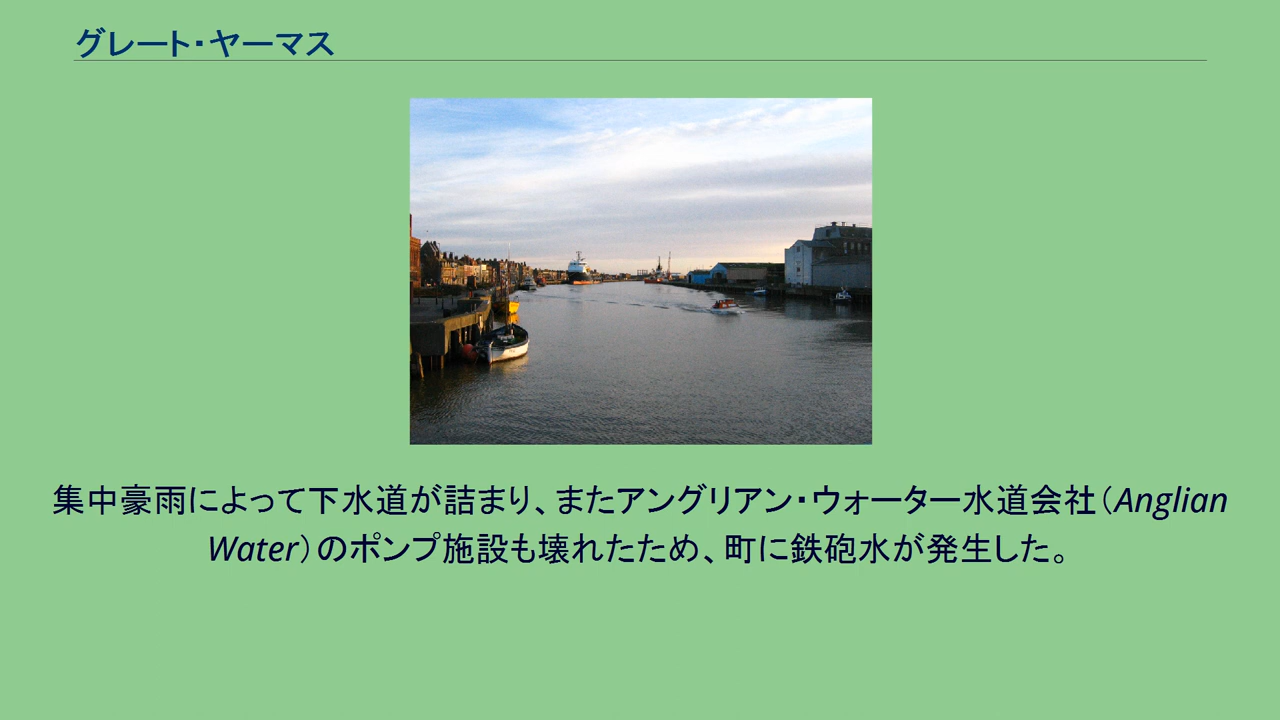 グレート・ヤーマス
集中豪雨によって下水道が詰まり、またアングリアン・ウォーター水道会社（Anglian
Water）のポンプ施設も壊れたため、町に鉄砲水が発生した。